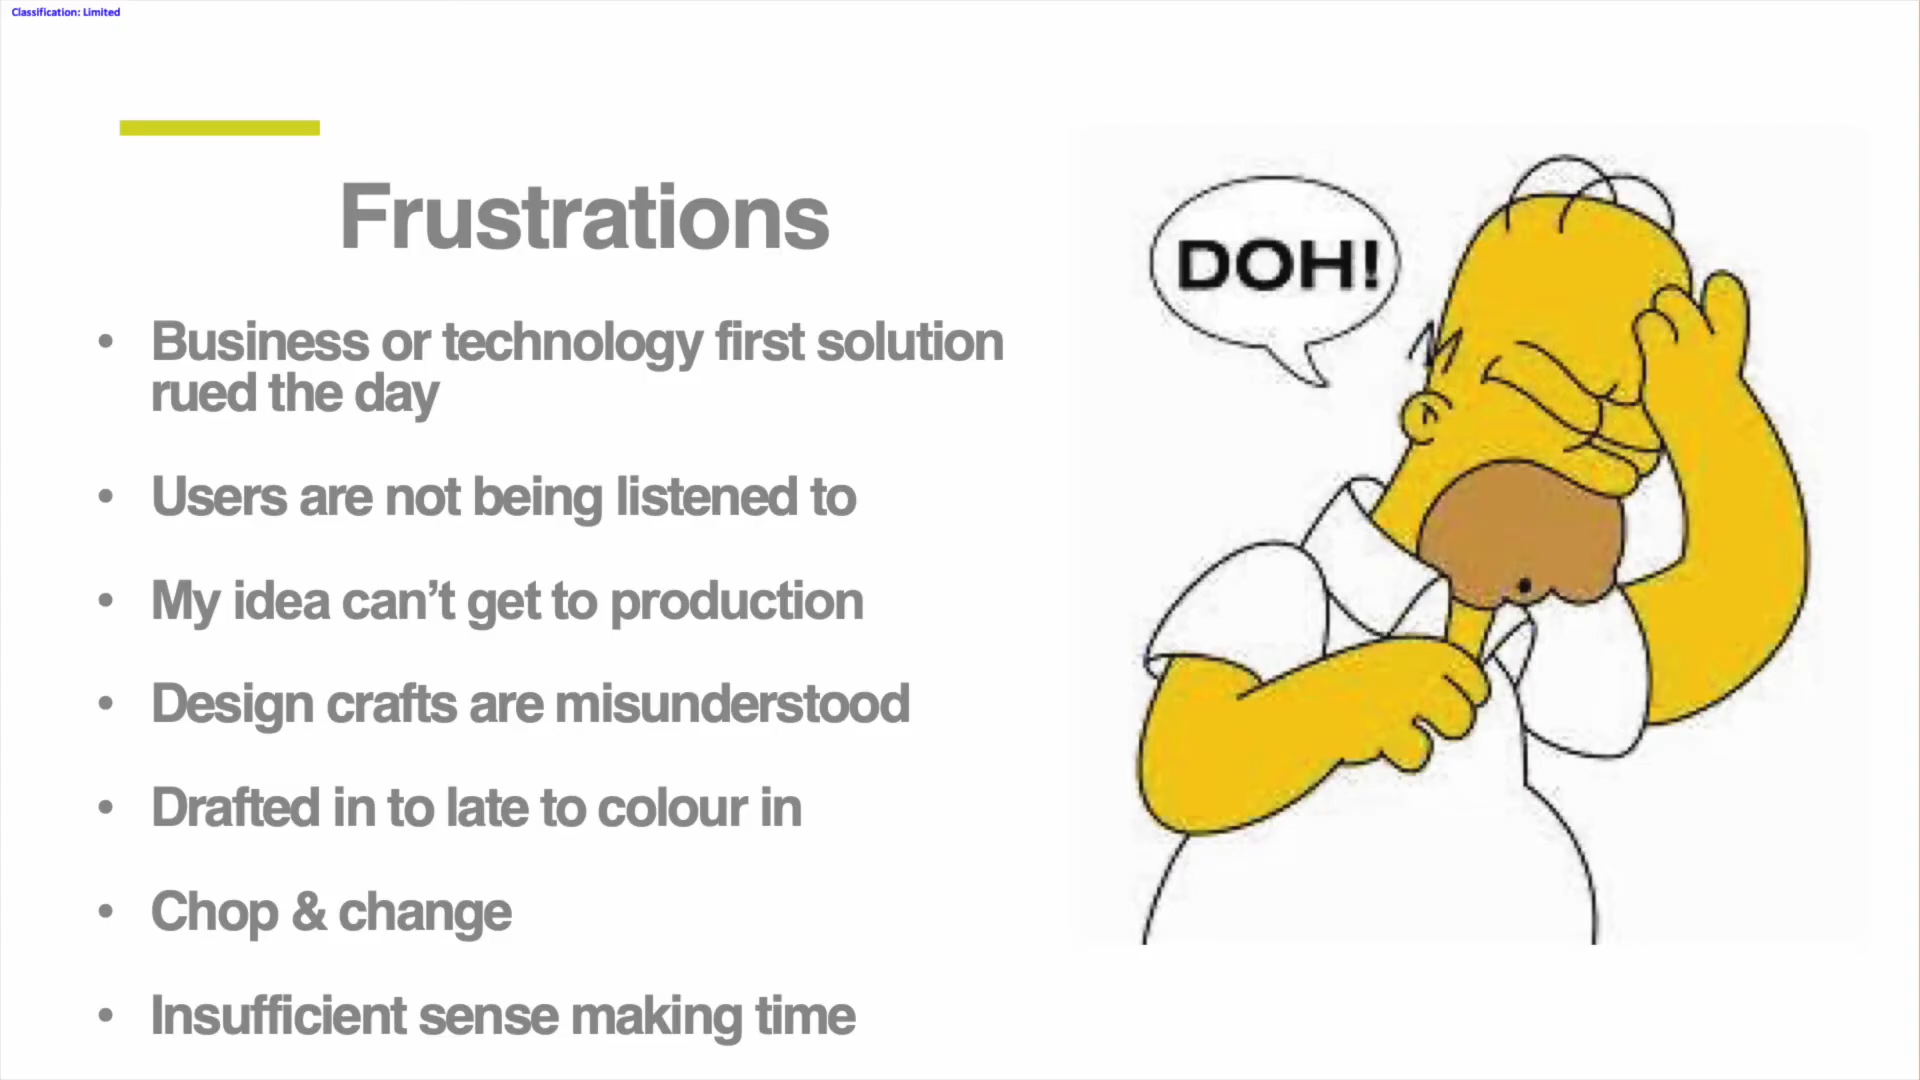 Classification: Limited
Frustrations
• Business or technology first solution
rued the day
• Users are not being listened to
• My idea can’t get to production
• Design crafts are misunderstood
• Drafted in to late to colour in
• Chop & change
• Insufficient sense making time
DOH!